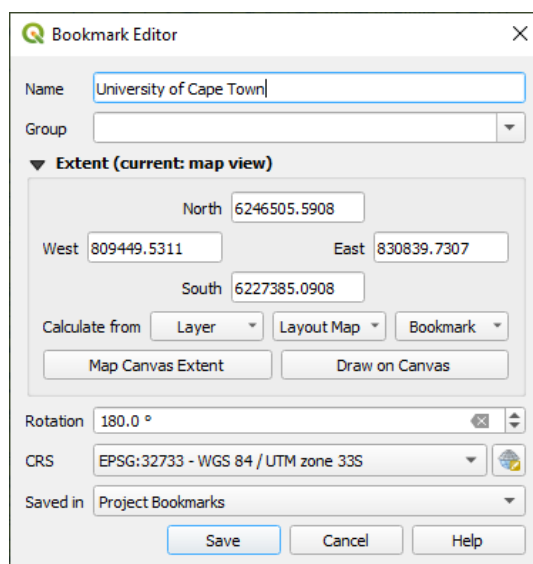 Bookmark Editor
Name University of Cape Town
Group
Extent (current: map view)
North 6246505.5908
West 809449.5311 East 830839.7307
South 6227385.0908
Calculate from Layer Layout Map Bookmark
Map Canvas Extent Draw on Canvas
Rotation 180.0 °
CRS EPSG:32733 - WGS 84 / UTM zone 33S
Saved in Project Bookmarks
Save Cancel Help